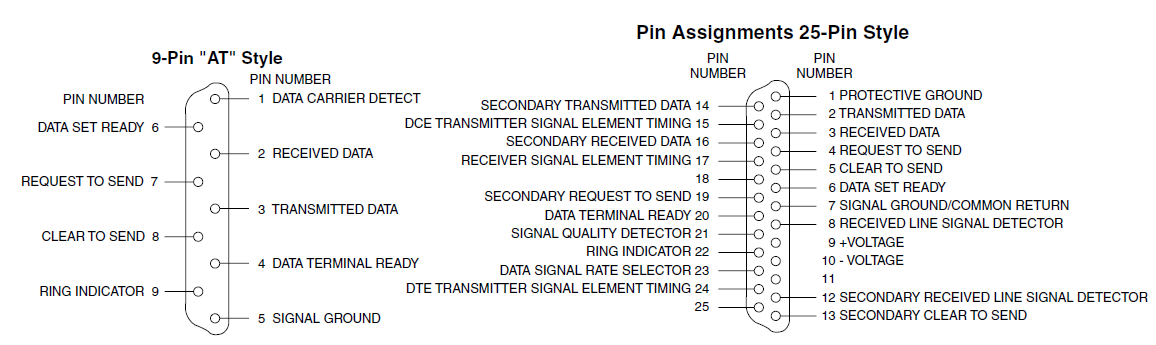 9-Pin "AT" Style
PIN NUMBER
PIN NUMBER
1 DATA CARRIER DETECT
DATA SET READY 6
2 RECEIVED DATA
REQUEST TO SEND 7
3 TRANSMITTED DATA
CLEAR TO SEND 8
4 DATA TERMINAL READY
RING INDICATOR 9
5 SIGNAL GROUND
Pin Assignments 25-Pin Style
PIN
NUMBER
PIN
NUMBER
SECONDARY TRANSMITTED DATA 14
DCE TRANSMITTER SIGNAL ELEMENT TIMING 15
SECONDARY RECEIVED DATA 16
RECEIVER SIGNAL ELEMENT TIMING 17
18
SECONDARY REQUEST TO SEND 19
DATA TERMINAL READY 20
SIGNAL QUALITY DETECTOR 21
RING INDICATOR 22
DATA SIGNAL RATE SELECTOR 23
DTE TRANSMITTER SIGNAL ELEMENT TIMING 24
25
1 PROTECTIVE GROUND
2 TRANSMITTED DATA
3 RECEIVED DATA
4 REQUEST TO SEND
5 CLEAR TO SEND
6 DATA SET READY
7 SIGNAL GROUND/COMMON RETURN
8 RECEIVED LINE SIGNAL DETECTOR
9 +VOLTAGE
10 - VOLTAGE
11
12 SECONDARY RECEIVED LINE SIGNAL DETECTOR
13 SECONDARY CLEAR TO SEND